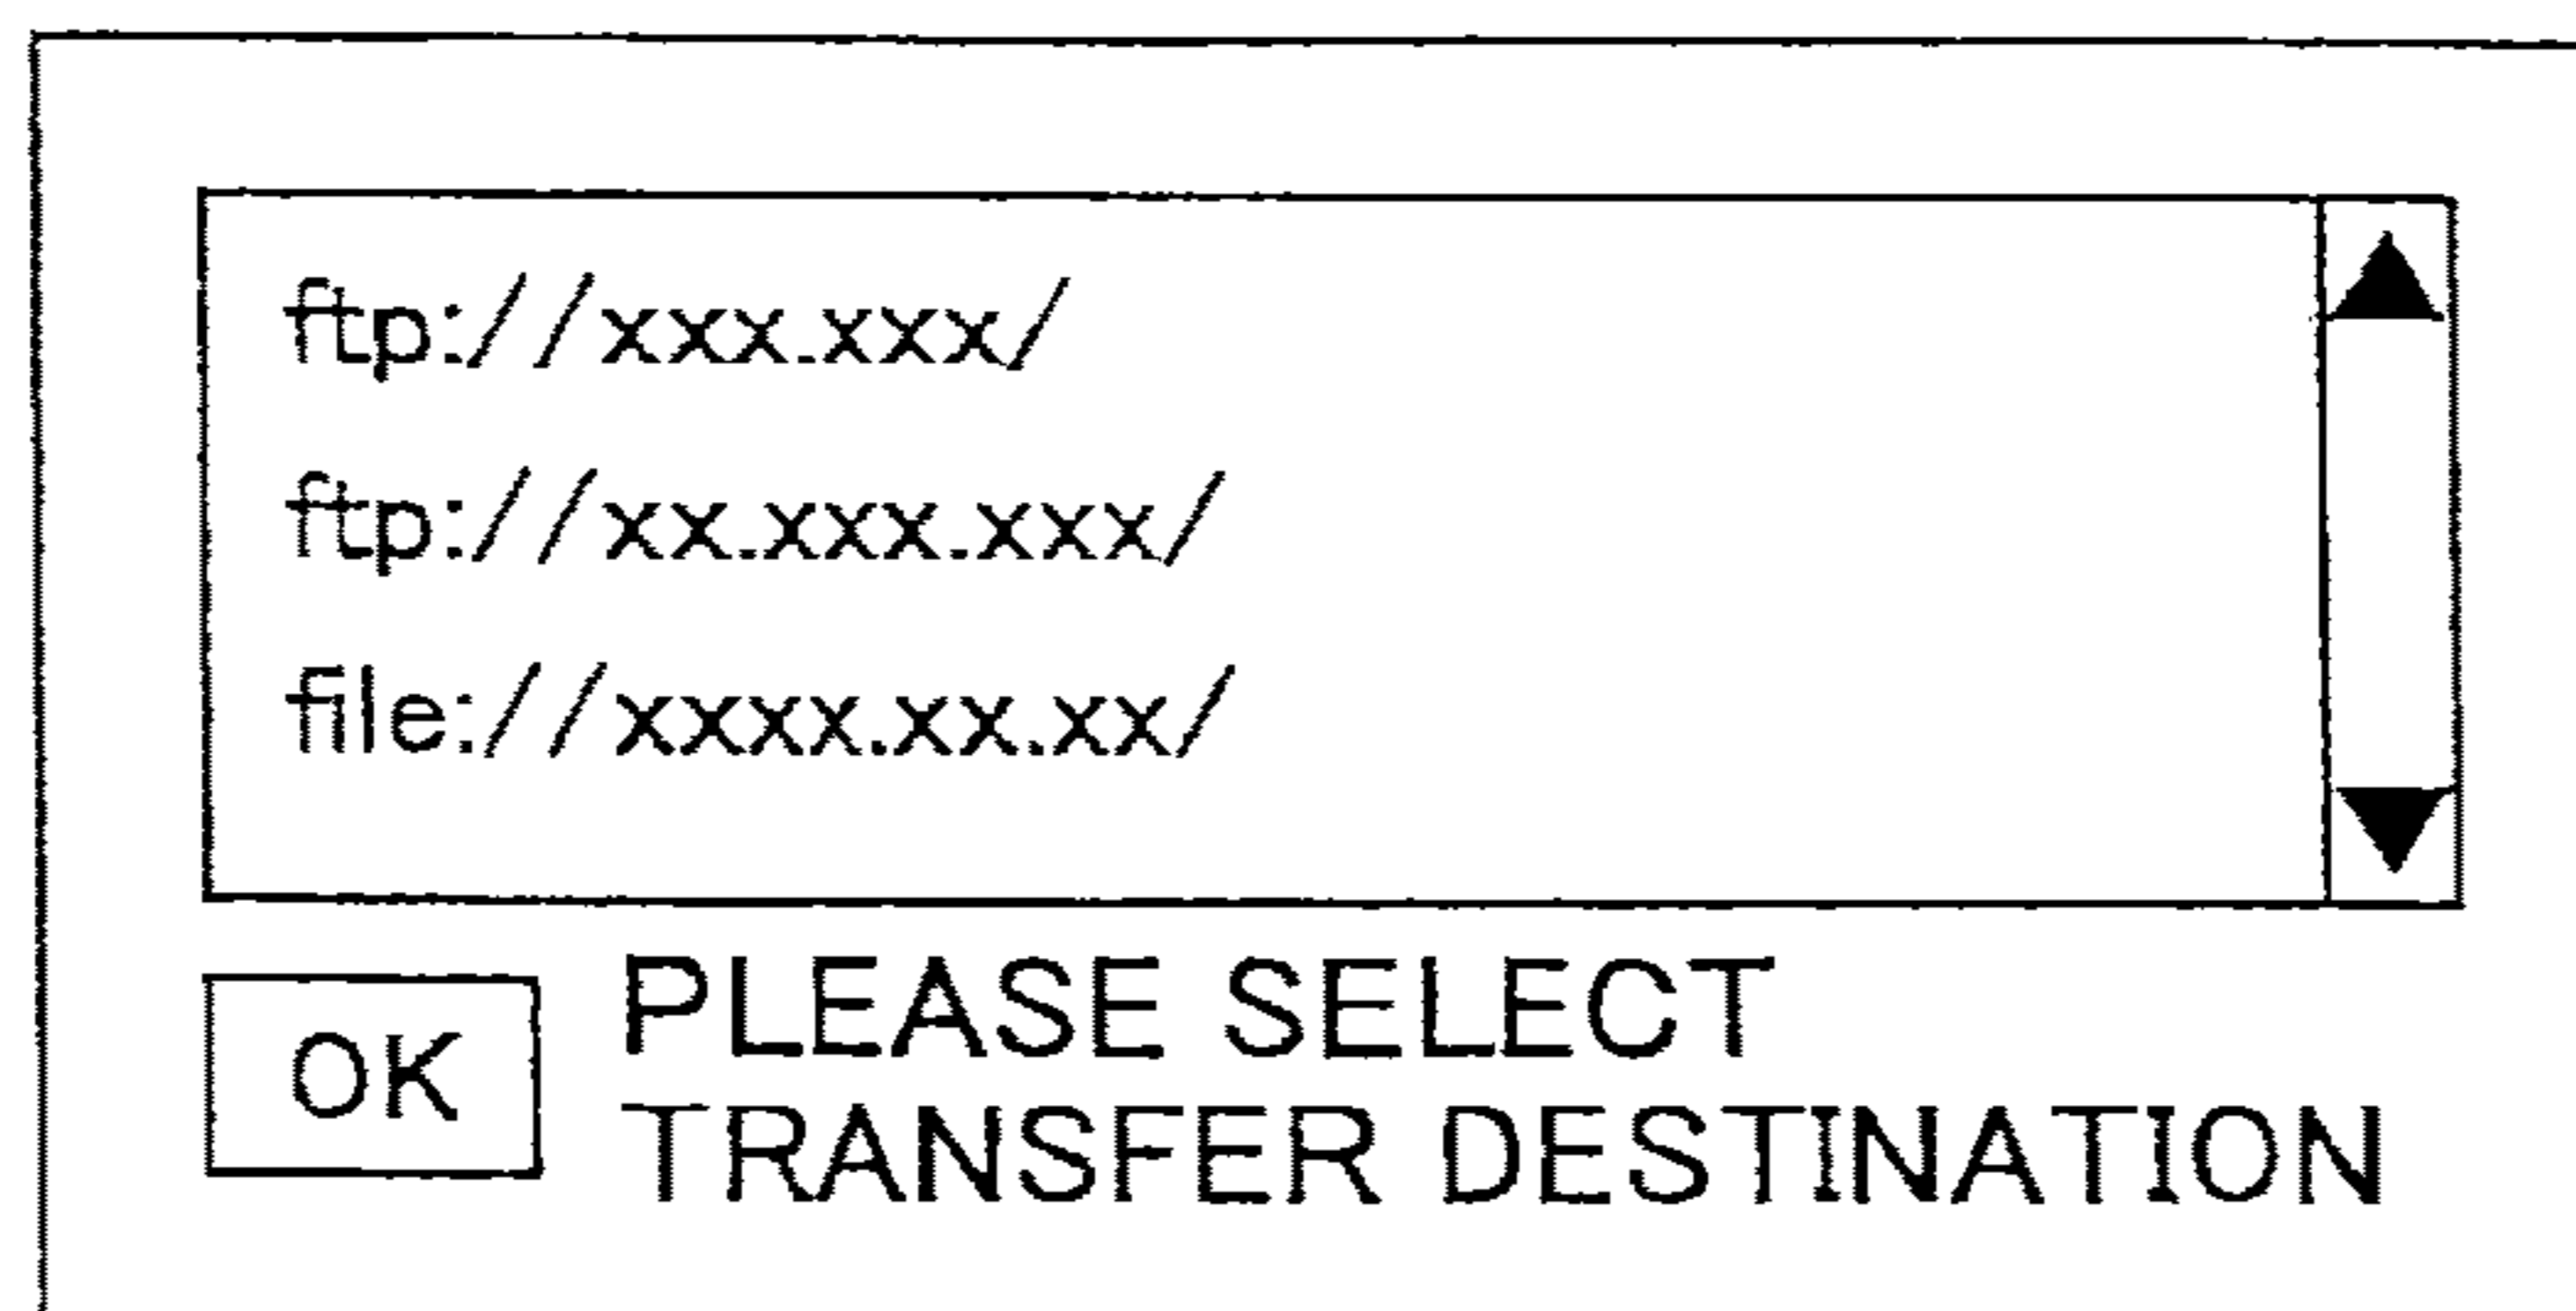 ftp://xxx.xxx/
ftp://xx.xxx.xxx/
file://xxxx.xx.xx/
OK
PLEASE SELECT
TRANSFER DESTINATION